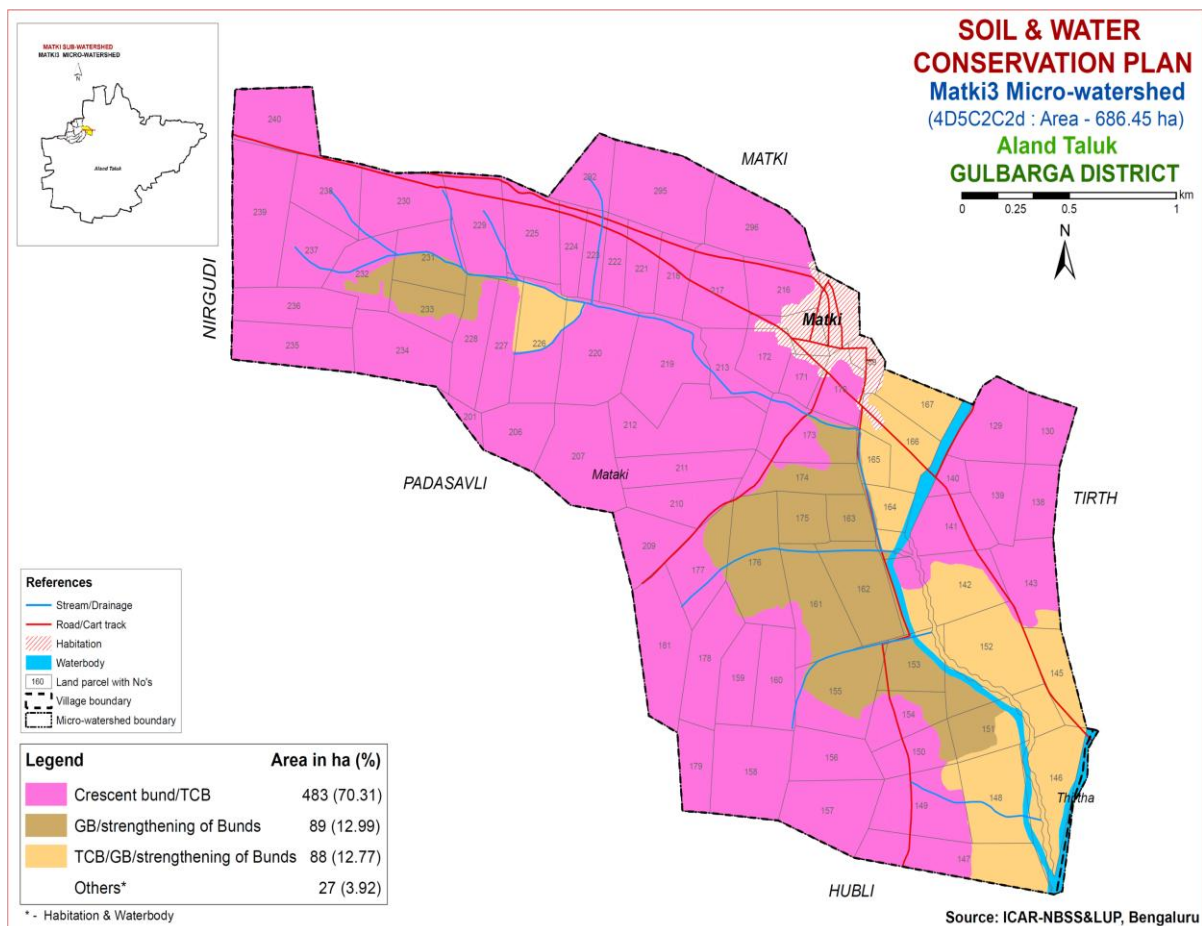 MATKI SUB-WATERSHED
MATKI3 MICRO-WATERSHED
N
Aland Taluk
SOIL & WATER
CONSERVATION PLAN
Matki3 Micro-watershed
(4D5C2C2d : Area - 686.45 ha)
Aland Taluk
GULBARGA DISTRICT
km
0 0.25 0.5 1
N
MATKI
NIRGUDI
PADASAVLI
TIRTH
HUBLI
Matki
Mataki
240
292
295
238
230
239
229
225
296
224
223
222
221
218
217
216
237
231
232
233
236
235
234
228
227
226
220
219
213
172
171
170
201
206
212
207
211
210
209
173
174
175
163
176
177
162
161
181
178
159
160
155
153
154
151
150
179
158
156
157
149
148
147
146
145
152
142
143
141
140
139
138
129
130
167
166
165
164
References
Stream/Drainage
Road/Cart track
Habitation
Waterbody
160 Land parcel with No's
Village boundary
Micro-watershed boundary
Legend Area in ha (%)
Crescent bund/TCB 483 (70.31)
GB/strengthening of Bunds 89 (12.99)
TCB/GB/strengthening of Bunds 88 (12.77)
Others* 27 (3.92)
* - Habitation & Waterbody
Source: ICAR-NBSS&LUP, Bengaluru